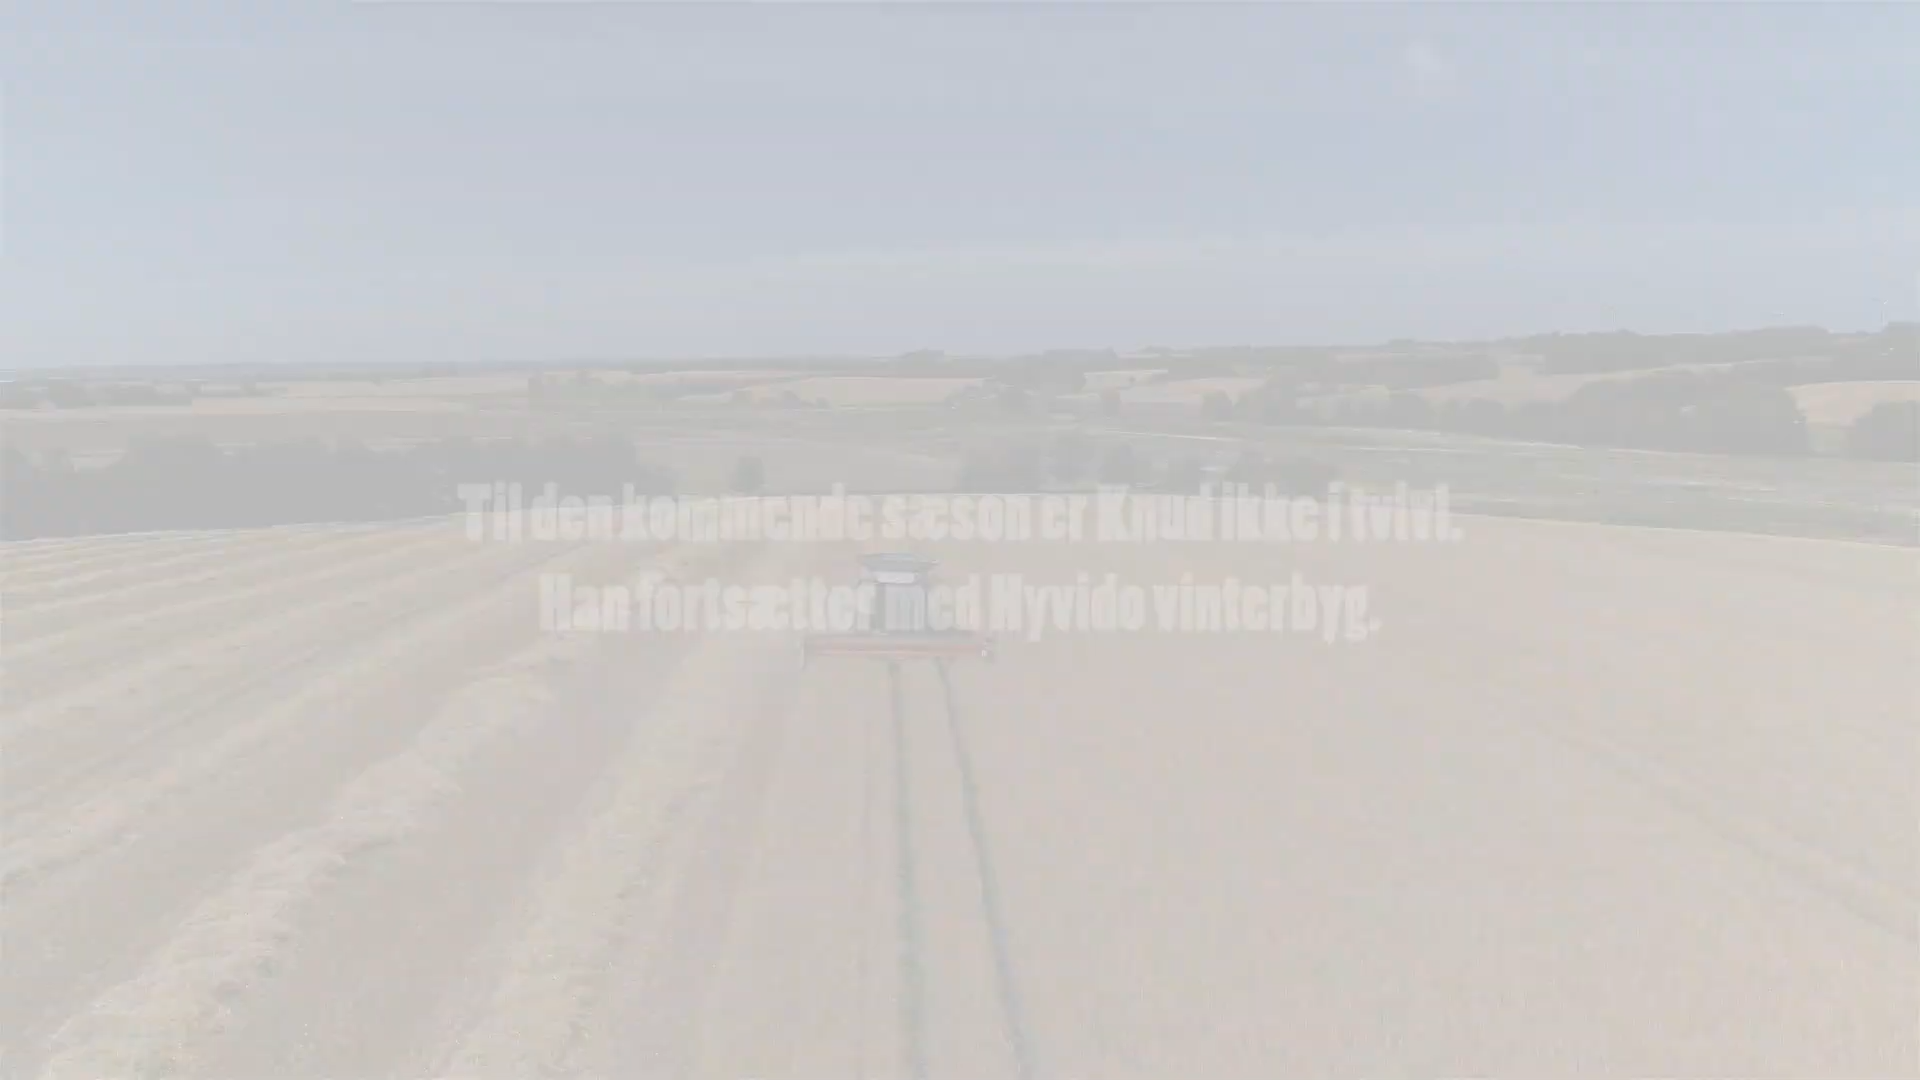 Til den kommende sæson er Knud ikke i tvivl.
Han fortsætter med Hyvido vinterbyg.